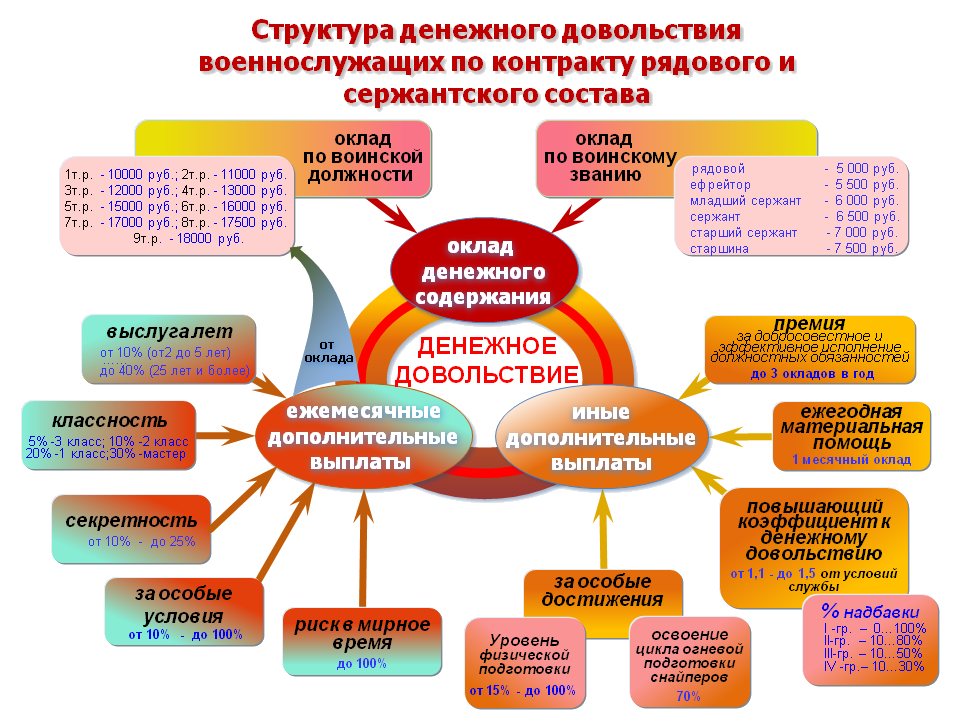 Структура денежного довольствия
военнослужащих по контракту рядового и
сержантского состава
оклад
по воинской
должности
1т.р. - 10000 руб.; 2т.р. - 11000 руб.
3т.р. - 12000 руб.; 4т.р. - 13000 руб.
5т.р. - 15000 руб.; 6т.р. - 16000 руб.
7т.р. - 17000 руб.; 8т.р. - 17500 руб.
9т.р. - 18000 руб.
оклад
по воинскому
званию
рядовой - 5 000 руб.
ефрейтор - 5 500 руб.
младший сержант - 6 000 руб.
сержант - 6 500 руб.
старший сержант - 7 000 руб.
старшина - 7 500 руб.
оклад
денежного
содержания
ДЕНЕЖНОЕ
ДОВОЛЬСТВИЕ
от
оклада
ежемесячные
дополнительные
выплаты
иные
дополнительные
выплаты
выслуга лет
от 10% (от2 до 5 лет)
......
до 40% (25 лет и более)
классность
5% -3 класс; 10% -2 класс
20% -1 класс;30% -мастер
секретность
от 10% - до 25%
за особые
условия
от 10% - до 100%
риск в мирное
время
до 100%
премия
за добросовестное и
эффективное исполнение
должностных обязанностей
до 3 окладов в год
ежегодная
материальная
помощь
1 месячный оклад
повышающий
коэффициент к
денежному
довольствию
от 1,1 - до 1,5 от условий
службы
% надбавки
I -гр. – 0...100%
II-гр. – 10...80%
III-гр. – 10...50%
IV -гр.– 10...30%
за особые
достижения
Уровень
физической
подготовки
от 15% - до 100%
освоение
цикла огневой
подготовки
снайперов
70%